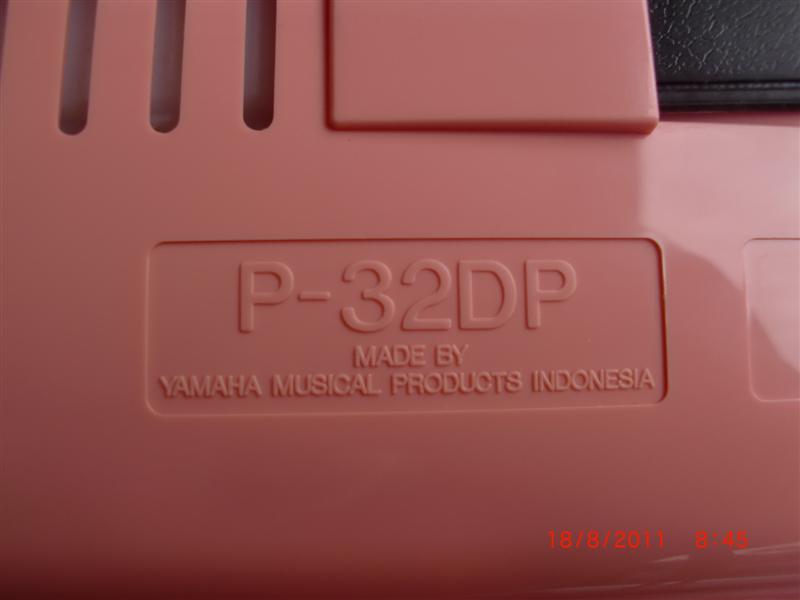 P-32DP
MADE BY
YAMAHA MUSICAL PRODUCTS INDONESIA
18/8/2011 8:45